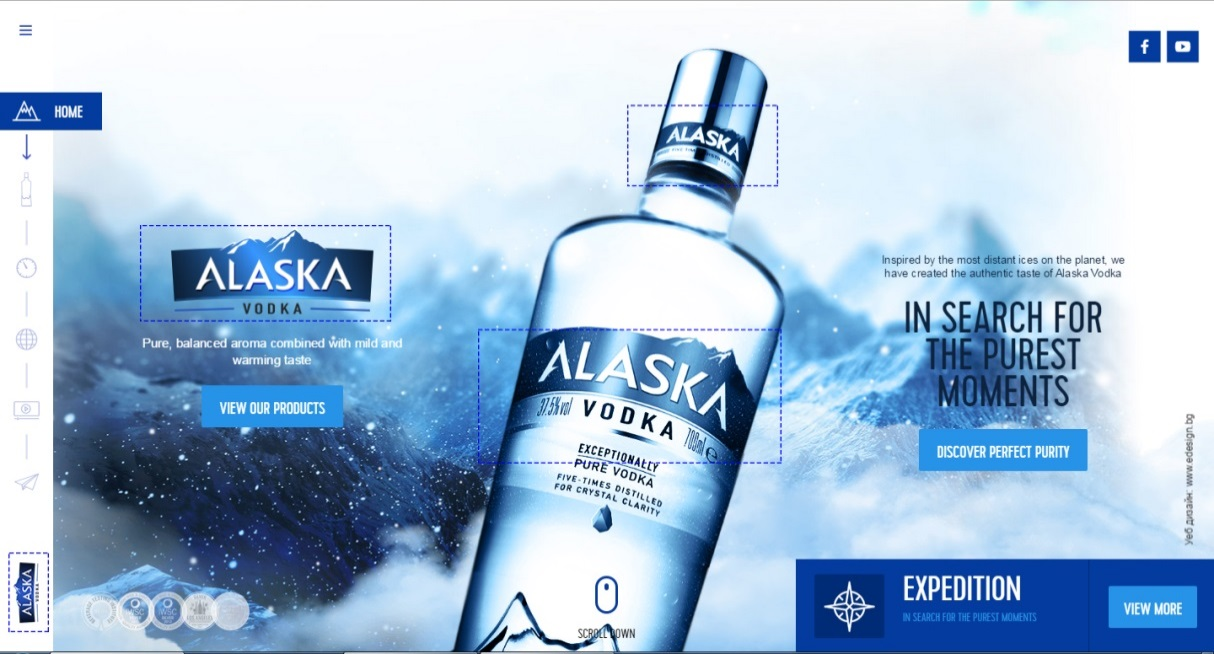 HOME
ALASKA
VODKA
Pure, balanced aroma combined with mild and
warming taste
VIEW OUR PRODUCTS
ALASKA
ALASKA
37.5% vol VODKA 700ml e
EXCEPTIONALLY
PURE VODKA
FIVE-TIMES DISTILLED
FOR CRYSTAL CLARITY
SCROLL DOWN
Inspired by the most distant ices on the planet, we
have created the authentic taste of Alaska Vodka
IN SEARCH FOR
THE PUREST
MOMENTS
DISCOVER PERFECT PURITY
Уеб дизайн: www.edesign.bg
EXPEDITION
IN SEARCH FOR THE PUREST MOMENTS
VIEW MORE
ALASKA
VODKA